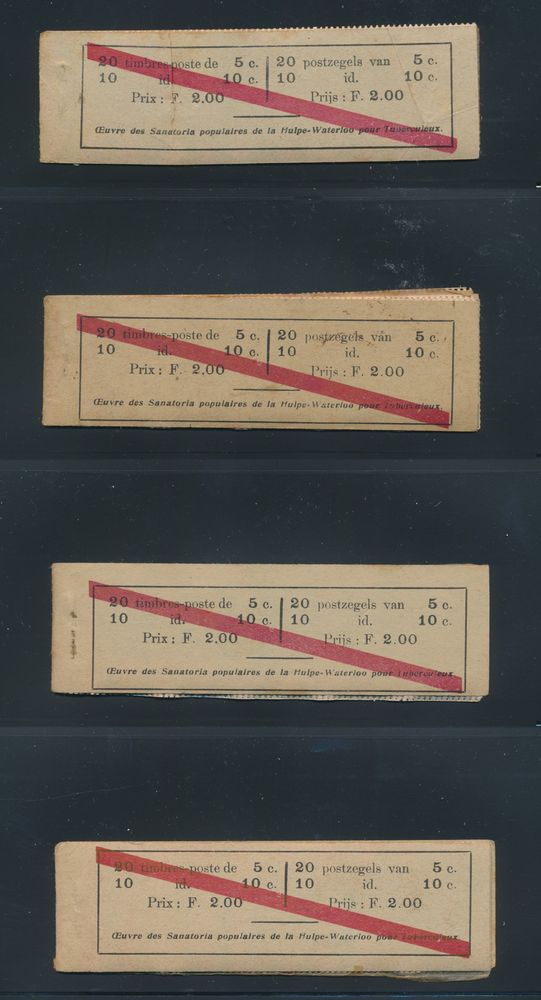 20 timbres-poste de 5 c. 20 postzegels van 5 c.
10 id. 10 c. 10 id. 10 c.
Prix : F. 2.00 Prijs : F. 2.00
Œuvre des Sanatoria populaires de la Hulpe-Waterloo pour Tuberculeux.
20 timbres-poste de 5 c. 20 postzegels van 5 c.
10 id. 10 c. 10 id. 10 c.
Prix : F. 2.00 Prijs : F. 2.00
Œuvre des Sanatoria populaires de la Hulpe-Waterloo pour Tuberculeux.
20 timbres-poste de 5 c. 20 postzegels van 5 c.
10 id. 10 c. 10 id. 10 c.
Prix : F. 2.00 Prijs : F. 2.00
Œuvre des Sanatoria populaires de la Hulpe-Waterloo pour Tuberculeux
20 timbres-poste de 5 c. 20 postzegels van 5 c.
10 id. 10 c. 10 id. 10 c.
Prix : F. 2.00 Prijs : F. 2.00
Œuvre des Sanatoria populaires de la Hulpe-Waterloo pour Tuberculeux